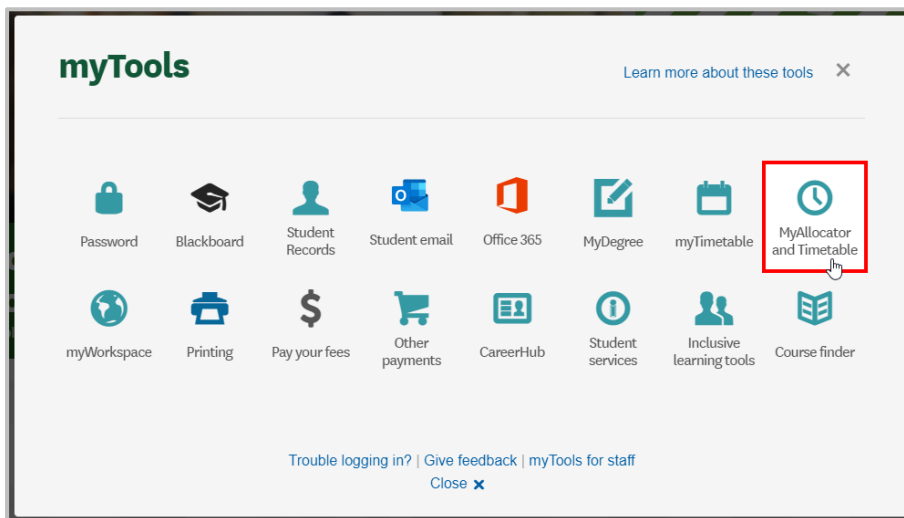 myTools
Learn more about these tools
Password
Blackboard
Student
Records
Student email
Office 365
MyDegree
myTimetable
MyAllocator
and Timetable
myWorkspace
Printing
Pay your fees
Other
payments
CareerHub
Student
services
Inclusive
learning tools
Course finder
Trouble logging in? | Give feedback | myTools for staff
Close